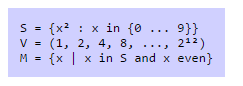 S = {x² : x in {0 ... 9}}
V = (1, 2, 4, 8, ..., 2¹²)
M = {x | x in S and x even}